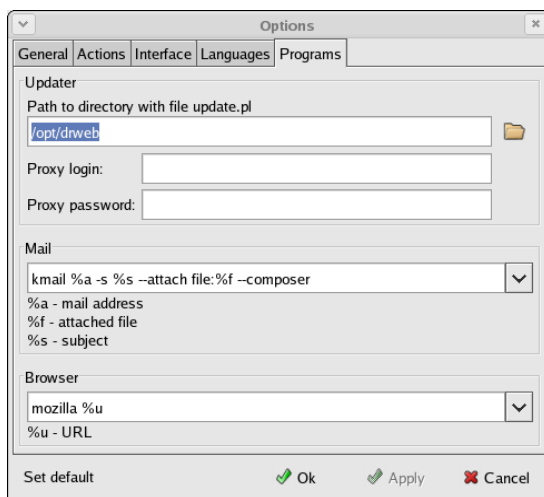 Options
General Actions Interface Languages Programs
Updater
Path to directory with file update.pl
/opt/drweb
Proxy login:
Proxy password:
Mail
kmail %a -s %s --attach file:%f --composer
%a - mail address
%f - attached file
%s - subject
Browser
mozilla %u
%u - URL
Set default Ok Apply Cancel